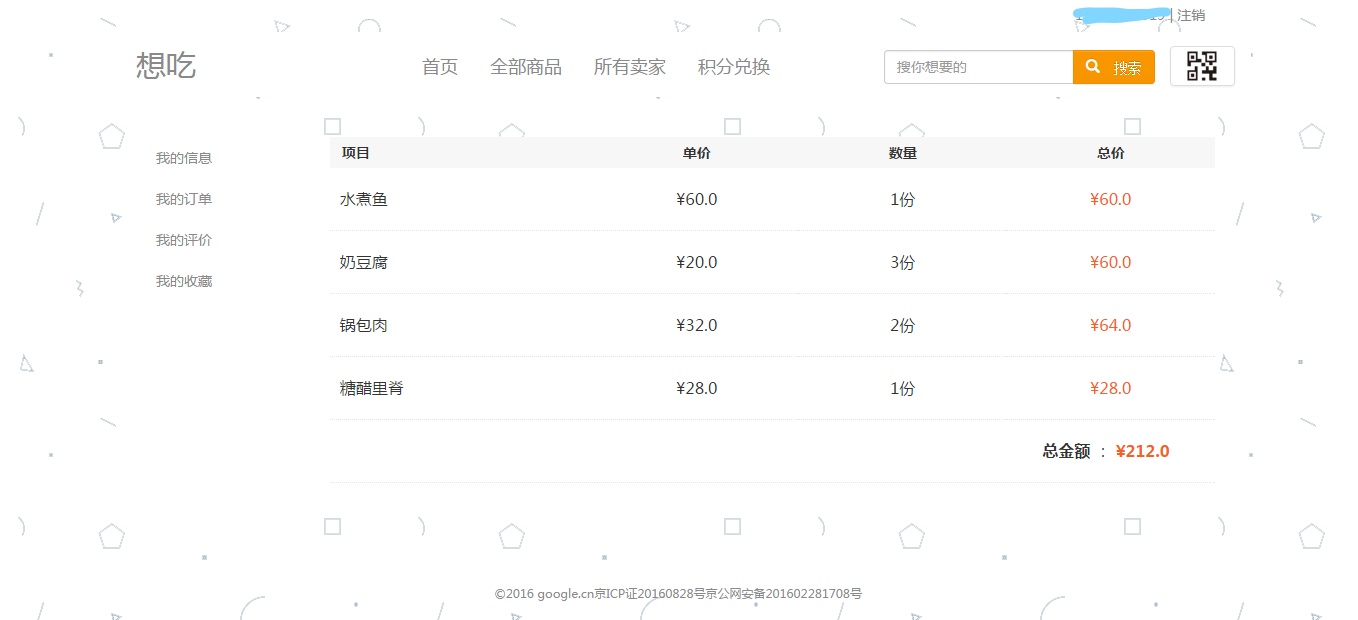 | 注销
想吃
首页 全部商品 所有卖家 积分兑换
搜你想要的 搜索
我的信息
我的订单
我的评价
我的收藏
项目 单价 数量 总价
水煮鱼 ¥60.0 1份 ¥60.0
奶豆腐 ¥20.0 3份 ¥60.0
锅包肉 ¥32.0 2份 ¥64.0
糖醋里脊 ¥28.0 1份 ¥28.0
总金额 : ¥212.0
©2016 google.cn京ICP证20160828号京公网安备201602281708号